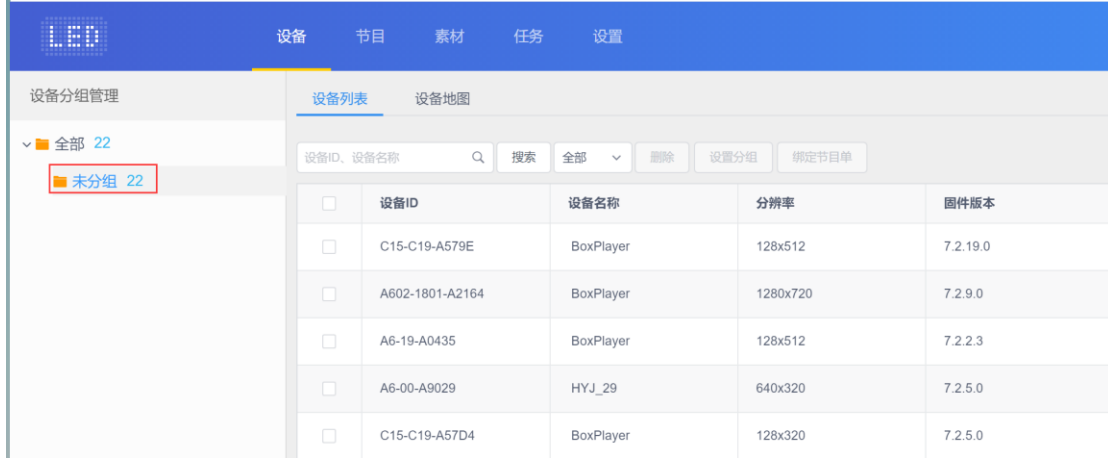 LED 设备 节目 素材 任务 设置
设备分组管理 设备列表 设备地图
全部 22
设备ID、设备名称 搜索 全部 删除 设置分组 绑定节目单
未分组 22
设备ID 设备名称 分辨率 固件版本
C15-C19-A579E BoxPlayer 128x512 7.2.19.0
A602-1801-A2164 BoxPlayer 1280x720 7.2.9.0
A6-19-A0435 BoxPlayer 128x512 7.2.2.3
A6-00-A9029 HYJ_29 640x320 7.2.5.0
C15-C19-A57D4 BoxPlayer 128x320 7.2.5.0